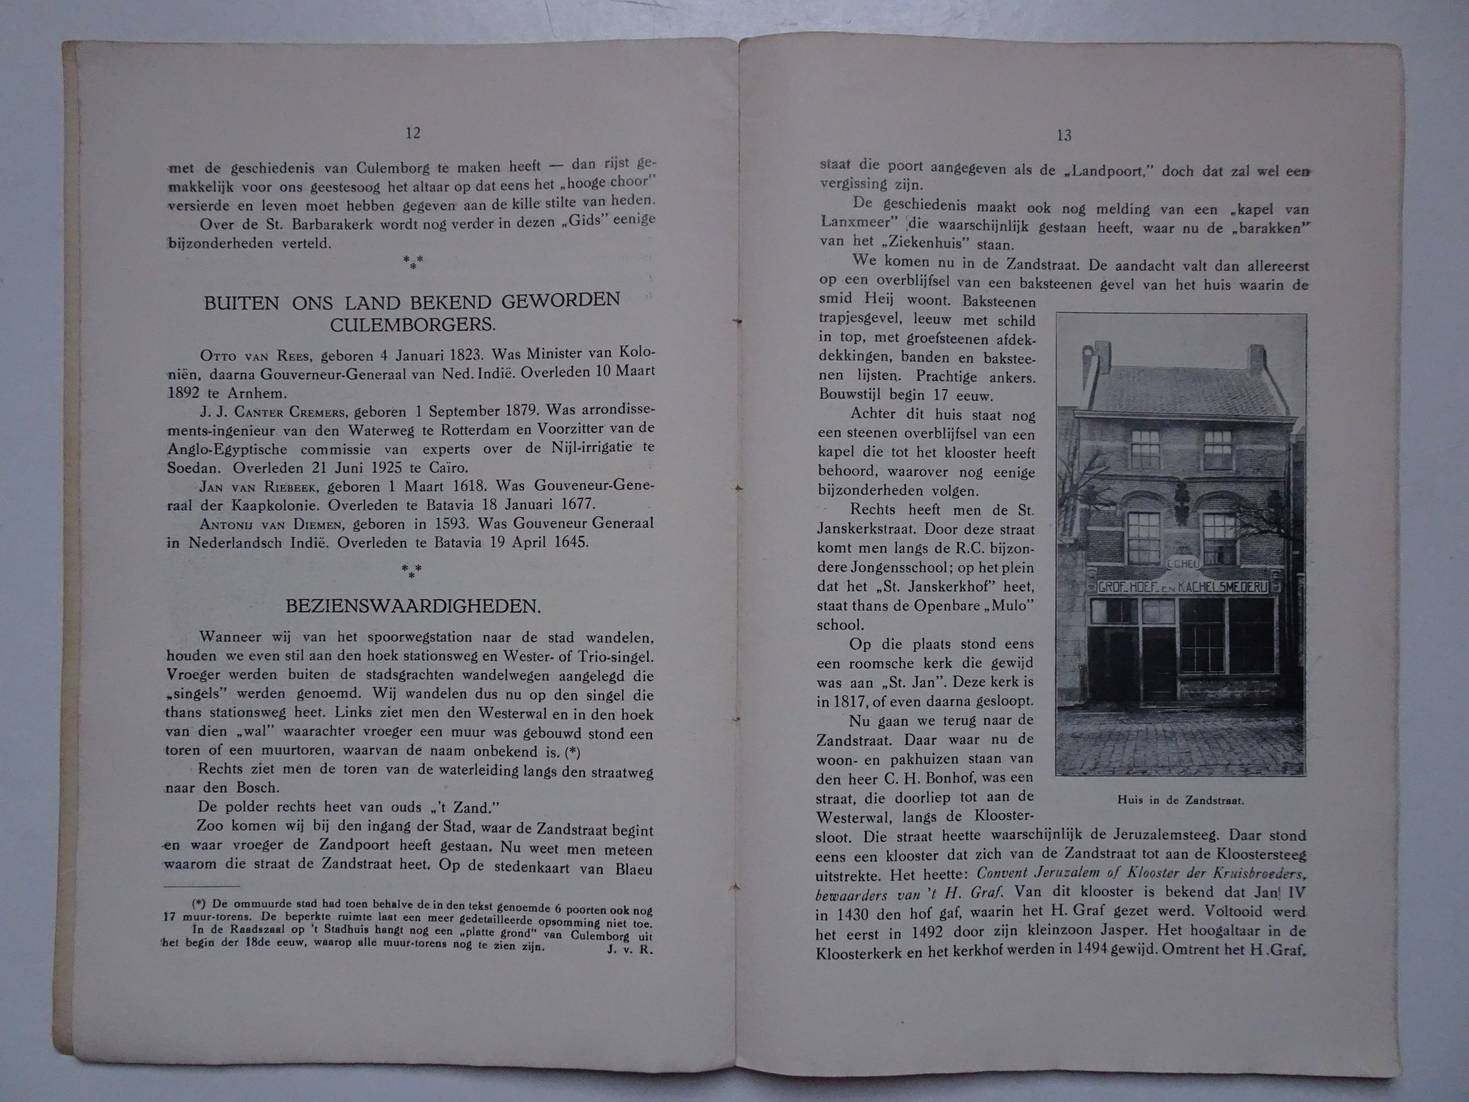 12
met de geschiedenis van Culemborg te maken heeft — dan rijst ge-
makkelijk voor ons geestesoog het altaar op dat eens het „hooge choor"
versierde en leven moet hebben gegeven aan de kille stilte van heden.
Over de St. Barbarakerk wordt nog verder in dezen „Gids" eenige
bijzonderheden verteld.
* * *
BUITEN ONS LAND BEKEND GEWORDEN
CULEMBORGERS.
OTTO VAN REES, geboren 4 Januari 1823. Was Minister van Kolo-
niën, daarna Gouverneur-Generaal van Ned. Indië. Overleden 10 Maart
1892 te Arnhem.
J. J. CANTER CREMERS, geboren 1 September 1879. Was arrondisse-
ments-ingenieur van den Waterweg te Rotterdam en Voorzitter van de
Anglo-Egyptische commissie van experts over de Nijl-irrigatie te
Soedan. Overleden 21 Juni 1925 te Caïro.
JAN VAN RIEBEEK, geboren 1 Maart 1618. Was Gouveneur-Gene-
raal der Kaapkolonie. Overleden te Batavia 18 Januari 1677.
ANTONIJ VAN DIEMEN, geboren in 1593. Was Gouveneur Generaal
in Nederlandsch Indië. Overleden te Batavia 19 April 1645.
* * *
BEZIENSWAARDIGHEDEN.
Wanneer wij van het spoorwegstation naar de stad wandelen,
houden we even stil aan den hoek stationsweg en Wester- of Trio-singel.
Vroeger werden buiten de stadsgrachten wandelwegen aangelegd die
„singels" werden genoemd. Wij wandelen dus nu op den singel die
thans stationsweg heet. Links ziet men den Westerwal en in den hoek
van dien „wal" waarachter vroeger een muur was gebouwd stond een
toren of een muurtoren, waarvan de naam onbekend is. (*)
Rechts ziet men de toren van de waterleiding langs den straatweg
naar den Bosch.
De polder rechts heet van ouds „'t Zand."
Zoo komen wij bij den ingang der Stad, waar de Zandstraat begint
en waar vroeger de Zandpoort heeft gestaan. Nu weet men meteen
waarom die straat de Zandstraat heet. Op de stedenkaart van Blaeu
(*) De ommuurde stad had toen behalve de in den tekst genoemde 6 poorten ook nog
17 muur-torens. De beperkte ruimte laat een meer gedetailleerde opsomming niet toe.
In de Raadszaal op 't Stadhuis hangt nog een „platte grond" van Culemborg uit
het begin der 18de eeuw, waarop alle muur-torens nog te zien zijn. J. v. R.
13
staat die poort aangegeven als de „Landpoort," doch dat zal wel een
vergissing zijn.
De geschiedenis maakt ook nog melding van een „kapel van
Lanxmeer" die waarschijnlijk gestaan heeft, waar nu de „barakken"
van het „Ziekenhuis" staan.
We komen nu in de Zandstraat. De aandacht valt dan allereerst
op een overblijfsel van een baksteenen gevel van het huis waarin de
smid Heij woont. Baksteenen
trapjesgevel, leeuw met schild
in top, met groefsteenen afdek-
dekkingen, banden en bakstee-
nen lijsten. Prachtige ankers.
Bouwstijl begin 17 eeuw.
Achter dit huis staat nog
een steenen overblijfsel van een
kapel die tot het klooster heeft
behoord, waarover nog eenige
bijzonderheden volgen.
Rechts heeft men de St.
Janskerkstraat. Door deze straat
komt men langs de R.C. bijzon-
dere Jongensschool; op het plein
dat het „St. Janskerkhof" heet,
staat thans de Openbare „Mulo"
school.
Op die plaats stond eens
een roomsche kerk die gewijd
was aan „St. Jan". Deze kerk is
in 1817, of even daarna gesloopt.
Nu gaan we terug naar de
Zandstraat. Daar waar nu de
woon- en pakhuizen staan van
den heer C. H. Bonhof, was een
straat, die doorliep tot aan de
Westerwal, langs de Klooster-
sloot. Die straat heette waarschijnlijk de Jeruzalemsteeg. Daar stond
eens een klooster dat zich van de Zandstraat tot aan de Kloostersteeg
uitstrekte. Het heette: Convent Jeruzalem of Klooster der Kruisbroeders,
bewaarders van 't H. Graf. Van dit klooster is bekend dat Jan IV
in 1430 den hof gaf, waarin het H. Graf gezet werd. Voltooid werd
het eerst in 1492 door zijn kleinzoon Jasper. Het hoogaltaar in de
Kloosterkerk en het kerkhof werden in 1494 gewijd. Omtrent het H.Graf,
C.G.HEIJ
GROF-HOEF-EN KACHELSMEDERIJ
Huis in de Zandstraat.